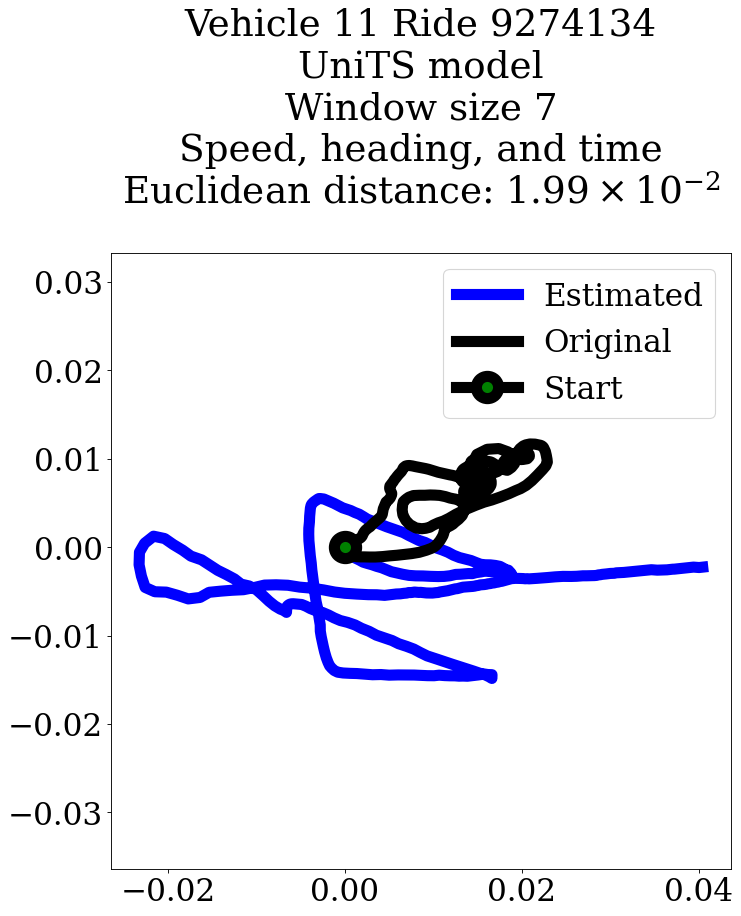 Vehicle 11 Ride 9274134
UniTS model
Window size 7
Speed, heading, and time
Euclidean distance: 1.99 × 10⁻²
Estimated
Original
Start
0.03
0.02
0.01
0.00
−0.01
−0.02
−0.03
−0.02 0.00 0.02 0.04